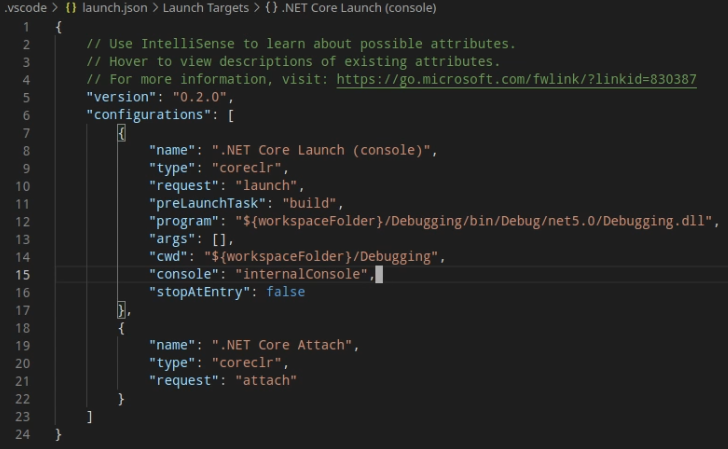 .vscode > {} launch.json > Launch Targets > {} .NET Core Launch (console)
1 {
2 // Use IntelliSense to learn about possible attributes.
3 // Hover to view descriptions of existing attributes.
4 // For more information, visit: https://go.microsoft.com/fwlink/?linkid=830387
5 "version": "0.2.0",
6 "configurations": [
7 {
8 "name": ".NET Core Launch (console)",
9 "type": "coreclr",
10 "request": "launch",
11 "preLaunchTask": "build",
12 "program": "${workspaceFolder}/Debugging/bin/Debug/net5.0/Debugging.dll",
13 "args": [],
14 "cwd": "${workspaceFolder}/Debugging",
15 "console": "internalConsole",
16 "stopAtEntry": false
17 },
18 {
19 "name": ".NET Core Attach",
20 "type": "coreclr",
21 "request": "attach"
22 }
23 ]
24 }